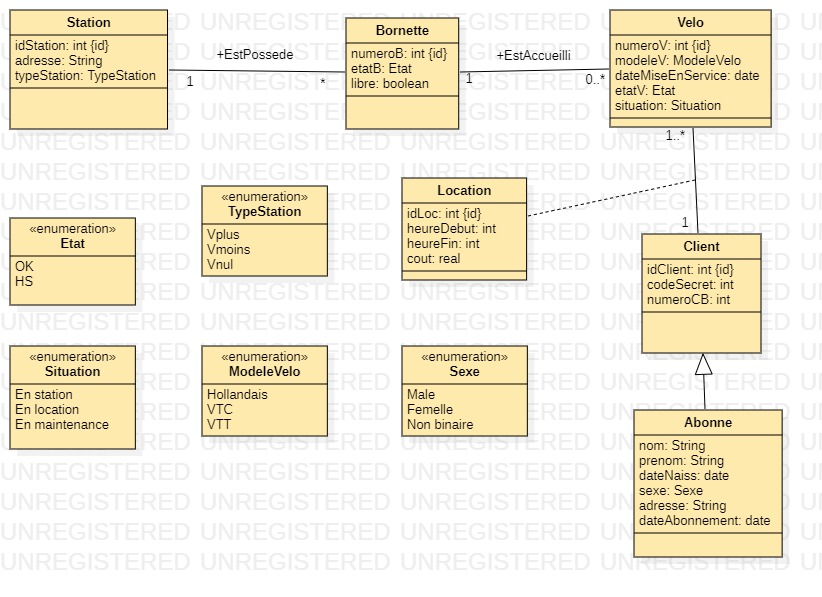 Station
idStation: int {id}
adresse: String
typeStation: TypeStation
+EstPossede
1
*
Bornette
numeroB: int {id}
etatB: Etat
libre: boolean
+EstAccueilli
1
0..*
Velo
numeroV: int {id}
modeleV: ModeleVelo
dateMiseEnService: date
etatV: Etat
situation: Situation
1..*
1
«enumeration»
Etat
OK
HS
«enumeration»
TypeStation
Vplus
Vmoins
Vnul
Location
idLoc: int {id}
heureDebut: int
heureFin: int
cout: real
Client
idClient: int {id}
codeSecret: int
numeroCB: int
«enumeration»
Situation
En station
En location
En maintenance
«enumeration»
ModeleVelo
Hollandais
VTC
VTT
«enumeration»
Sexe
Male
Femelle
Non binaire
Abonne
nom: String
prenom: String
dateNaiss: date
sexe: Sexe
adresse: String
dateAbonnement: date
UNREGISTERED